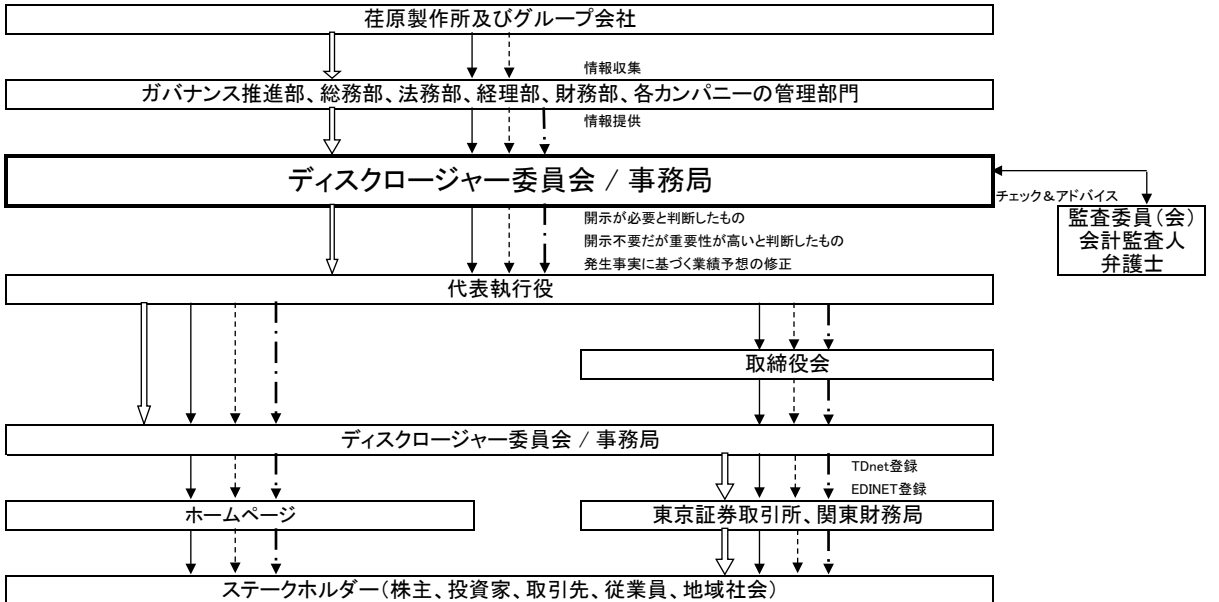 荏原製作所及びグループ会社
情報収集
ガバナンス推進部、総務部、法務部、経理部、財務部、各カンパニーの管理部門
情報提供
ディスクロージャー委員会 / 事務局
チェック&アドバイス
監査委員(会)
会計監査人
弁護士
開示が必要と判断したもの
開示不要だが重要性が高いと判断したもの
発生事実に基づく業績予想の修正
代表執行役
取締役会
ディスクロージャー委員会 / 事務局
TDnet登録
EDINET登録
ホームページ
東京証券取引所、関東財務局
ステークホルダー(株主、投資家、取引先、従業員、地域社会)